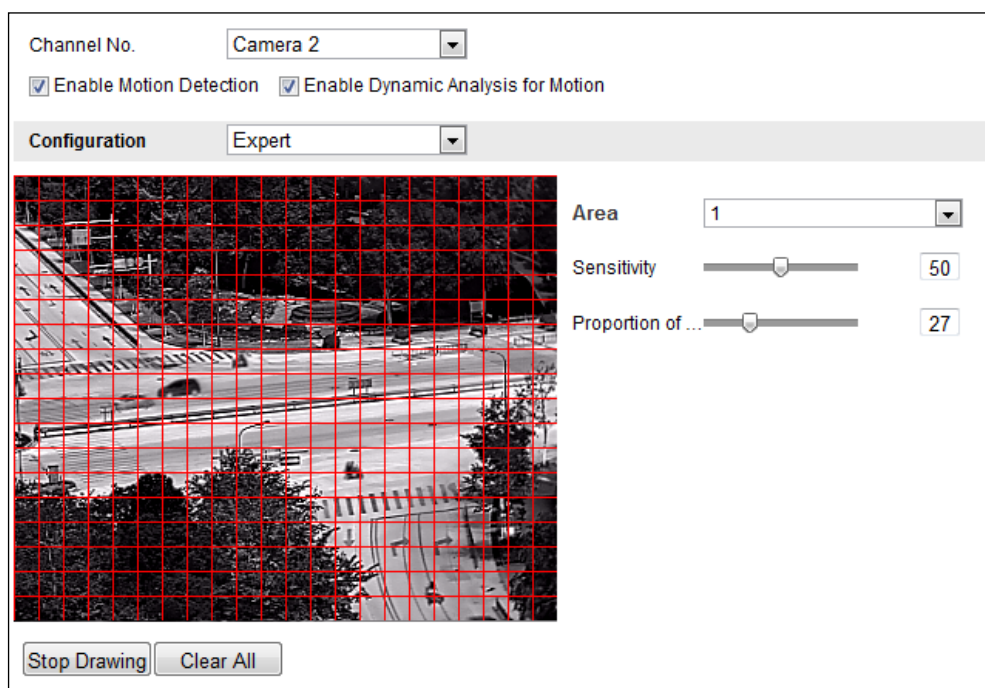 Channel No. Camera 2
Enable Motion Detection Enable Dynamic Analysis for Motion
Configuration Expert
Area 1
Sensitivity 50
Proportion of ... 27
Stop Drawing Clear All